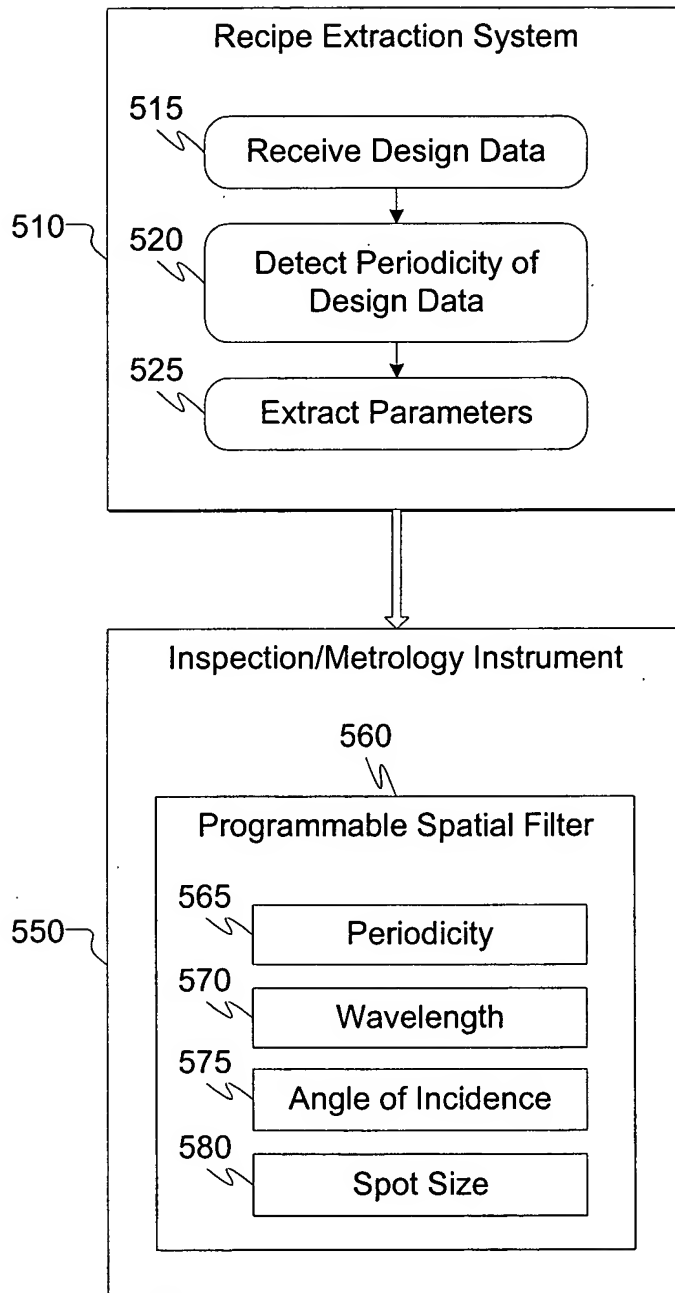 Recipe Extraction System
515
Receive Design Data
510
520
Detect Periodicity of
Design Data
525
Extract Parameters
Inspection/Metrology Instrument
560
Programmable Spatial Filter
565
Periodicity
550
570
Wavelength
575
Angle of Incidence
580
Spot Size